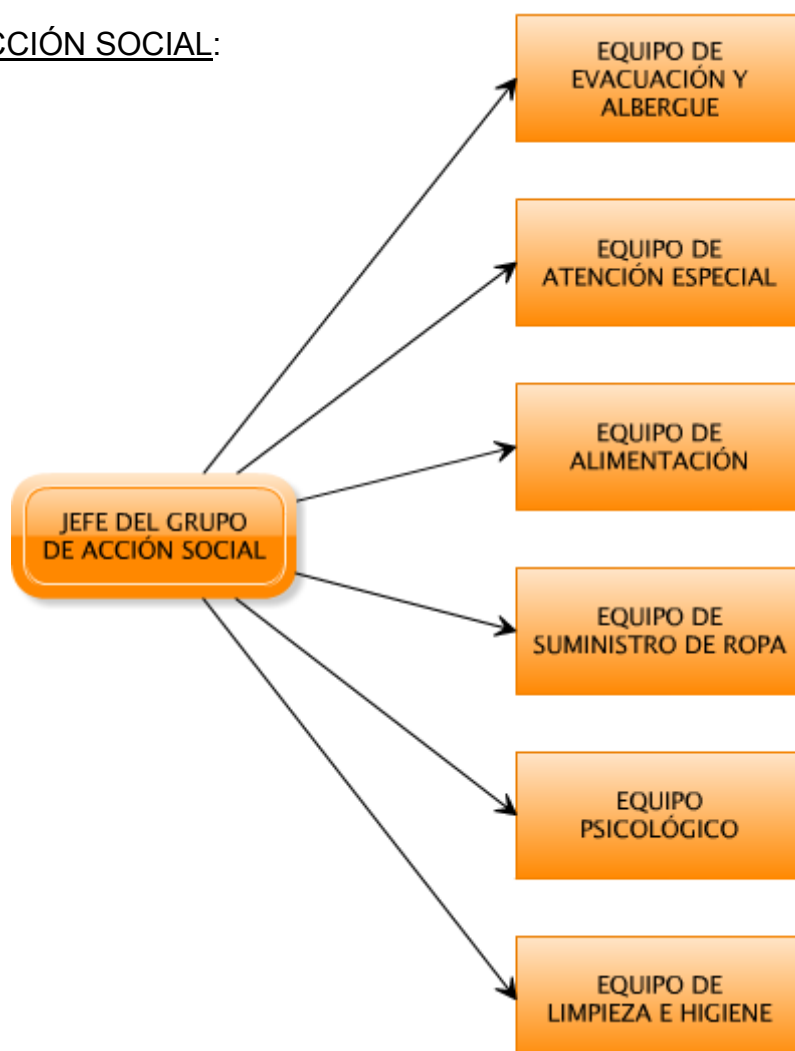 CCIÓN SOCIAL:
EQUIPO DE
EVACUACIÓN Y
ALBERGUE
EQUIPO DE
ATENCIÓN ESPECIAL
EQUIPO DE
ALIMENTACIÓN
JEFE DEL GRUPO
DE ACCIÓN SOCIAL
EQUIPO DE
SUMINISTRO DE ROPA
EQUIPO
PSICOLÓGICO
EQUIPO DE
LIMPIEZA E HIGIENE